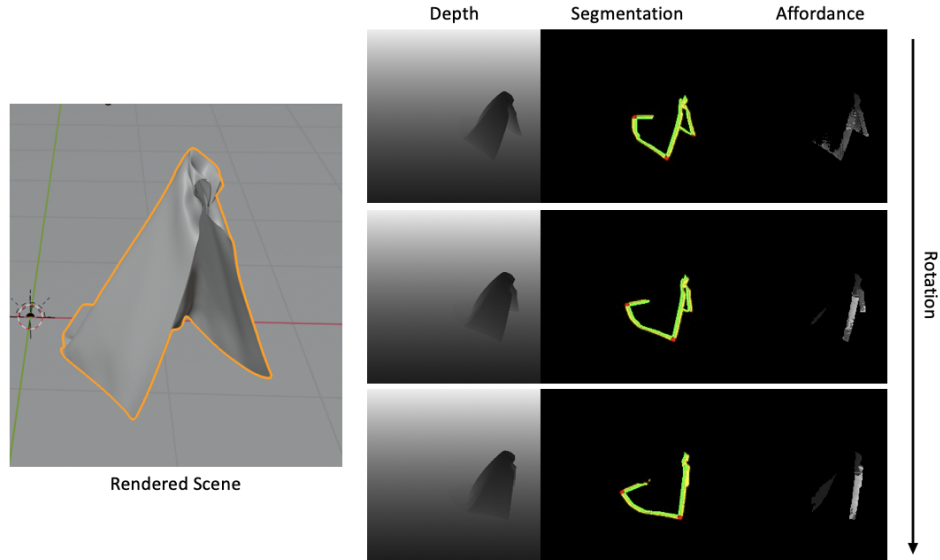 Depth
Segmentation
Affordance
Rotation
Rendered Scene